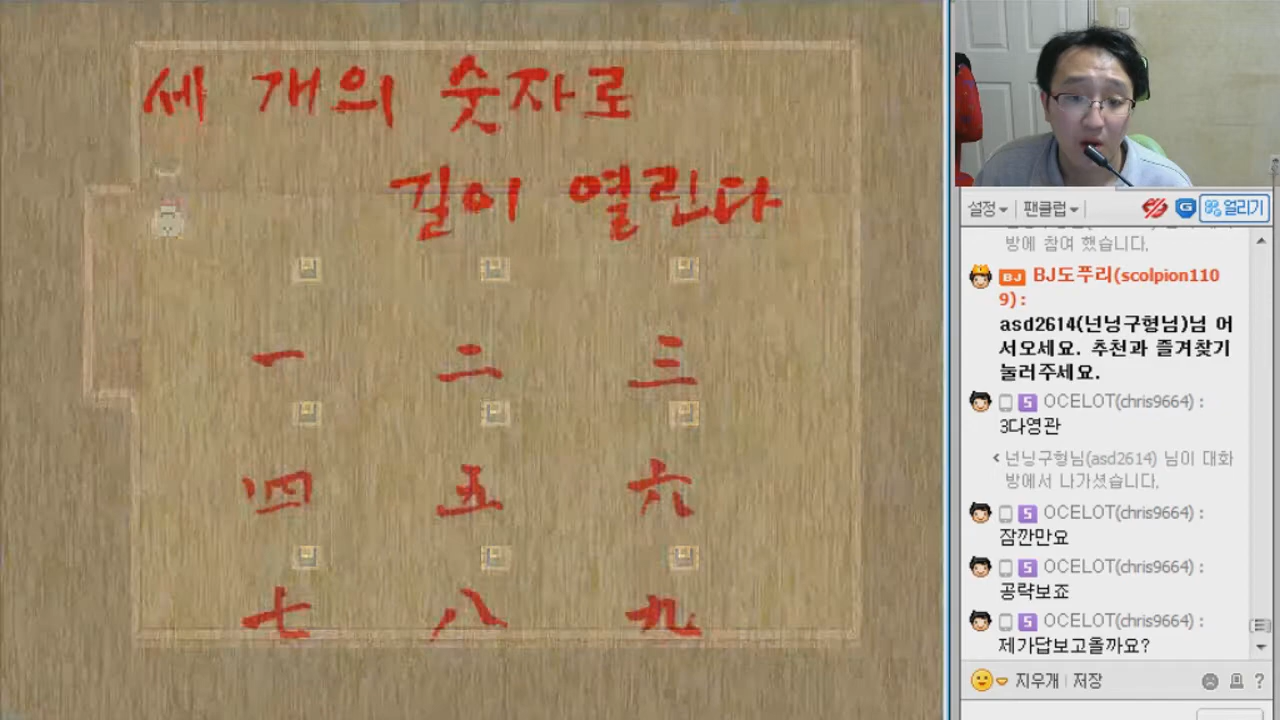 세 개의 숫자로
길이 열린다
一 二 三
四 五 六
七 八 九
설정 팬클럽 G 열리기
방에 참여 했습니다.
BJ BJ도푸리(scolpion110
9) :
asd2614(넌닝구형님)님 어
서오세요. 추천과 즐겨찾기
눌러주세요.
5 OCELOT(chris9664) :
3다영관
넌닝구형님(asd2614) 님이 대화
방에서 나가셨습니다.
5 OCELOT(chris9664) :
잠깐만요
5 OCELOT(chris9664) :
공략보죠
5 OCELOT(chris9664) :
제가답보고올까요?
지우개 저장 ?